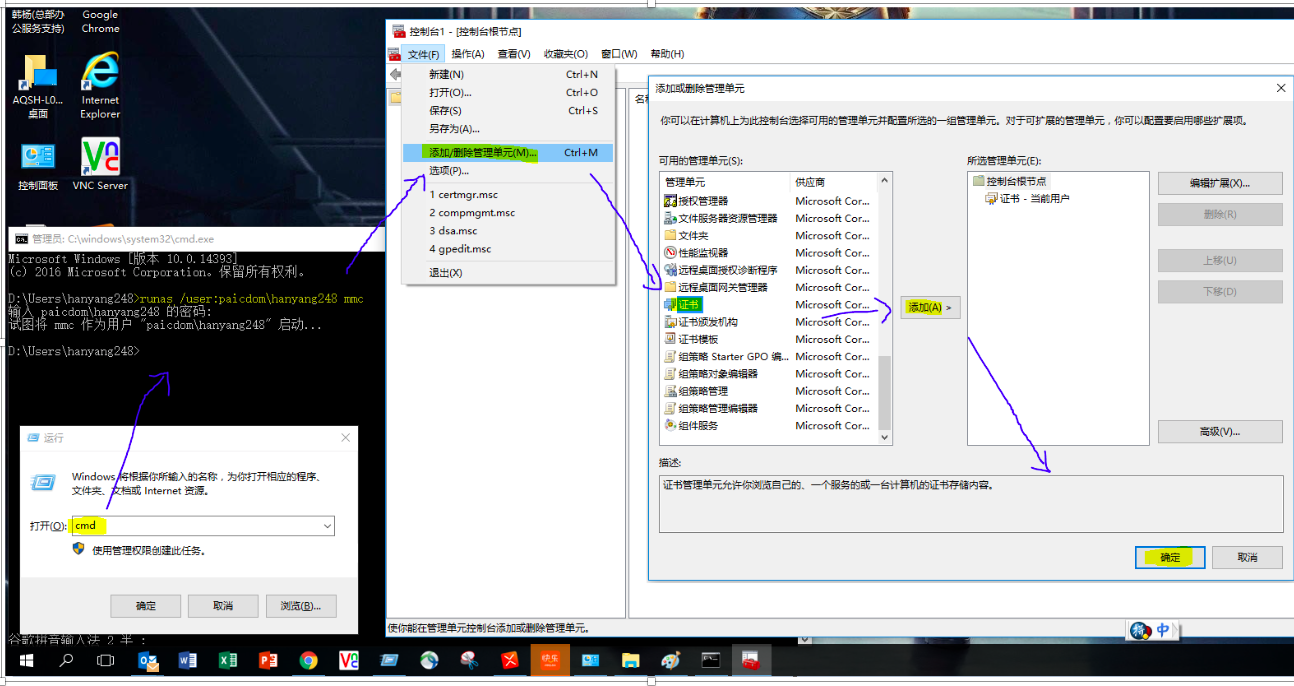 韩杨(总部办
公服务支持)
Google
Chrome
AQSH-L0...
桌面
Internet
Explorer
控制面板
VNC Server
管理员: C:\windows\system32\cmd.exe
Microsoft Windows [版本 10.0.14393]
(c) 2016 Microsoft Corporation。保留所有权利。
D:\Users\hanyang248>runas /user:paicdom\hanyang248 mmc
输入 paicdom\hanyang248 的密码:
试图将 mmc 作为用户 "paicdom\hanyang248" 启动...
D:\Users\hanyang248>
运行
Windows 将根据你所输入的名称，为你打开相应的程序、
文件夹、文档或 Internet 资源。
打开(O):
cmd
使用管理权限创建此任务。
确定
取消
浏览(B)...
谷歌拼音输入法 2 半 :
控制台1 - [控制台根节点]
文件(F) 操作(A) 查看(V) 收藏夹(O) 窗口(W) 帮助(H)
新建(N) Ctrl+N
打开(O)... Ctrl+O
保存(S) Ctrl+S
另存为(A)...
添加/删除管理单元(M)... Ctrl+M
选项(P)...
1 certmgr.msc
2 compmgmt.msc
3 dsa.msc
4 gpedit.msc
退出(X)
使你能在管理单元控制台添加或删除管理单元。
添加或删除管理单元
你可以在计算机上为此控制台选择可用的管理单元并配置所选的一组管理单元。对于可扩展的管理单元，你可以配置要启用哪些扩展项。
可用的管理单元(S):
管理单元 供应商
授权管理器 Microsoft Cor...
文件服务器资源管理器 Microsoft Cor...
文件夹 Microsoft Cor...
性能监视器 Microsoft Cor...
远程桌面授权诊断程序 Microsoft Cor...
远程桌面网关管理器 Microsoft Cor...
证书 Microsoft Cor...
证书颁发机构 Microsoft Cor...
证书模板 Microsoft Cor...
组策略 Starter GPO 编... Microsoft Cor...
组策略对象编辑器 Microsoft Cor...
组策略管理 Microsoft Cor...
组策略管理编辑器 Microsoft Cor...
组件服务 Microsoft Cor...
添加(A) >
所选管理单元(E):
控制台根节点
证书 - 当前用户
编辑扩展(X)...
删除(R)
上移(U)
下移(D)
高级(V)...
描述:
证书管理单元允许你浏览自己的、一个服务的或一台计算机的证书存储内容。
确定
取消
中